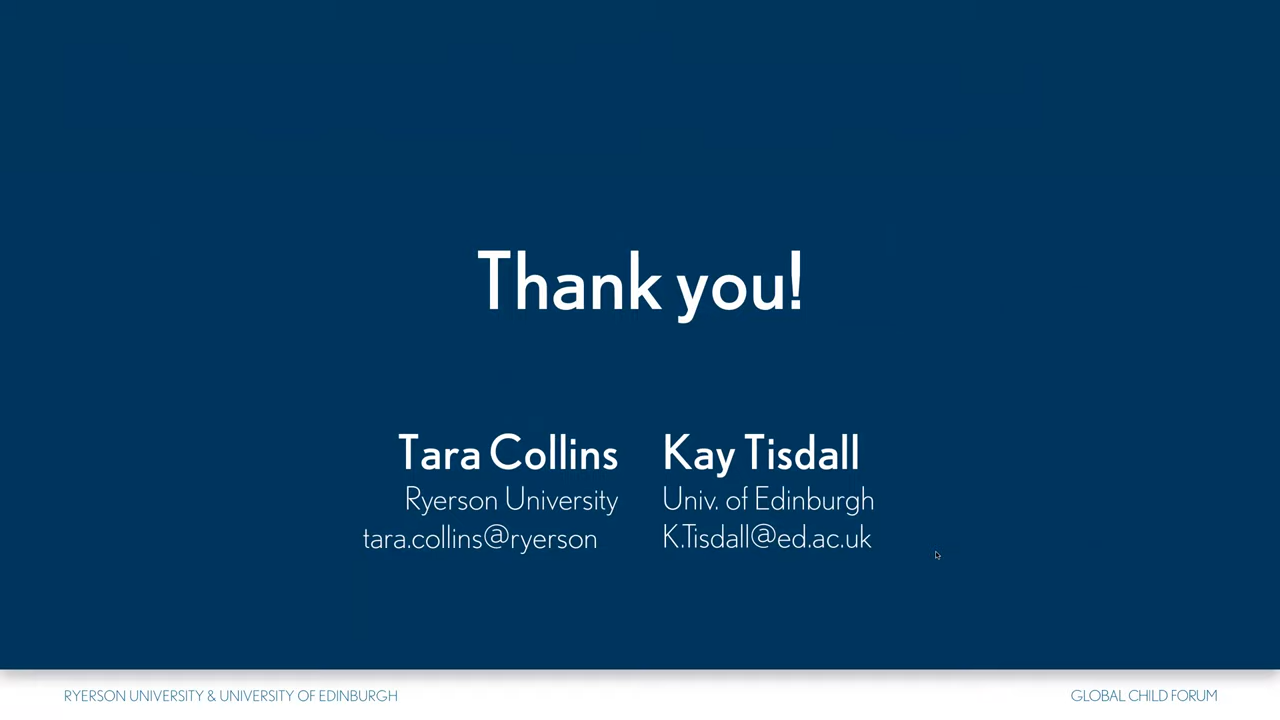 Thank you!
Tara Collins
Ryerson University
tara.collins@ryerson
Kay Tisdall
Univ. of Edinburgh
K.Tisdall@ed.ac.uk
RYERSON UNIVERSITY & UNIVERSITY OF EDINBURGH
GLOBAL CHILD FORUM